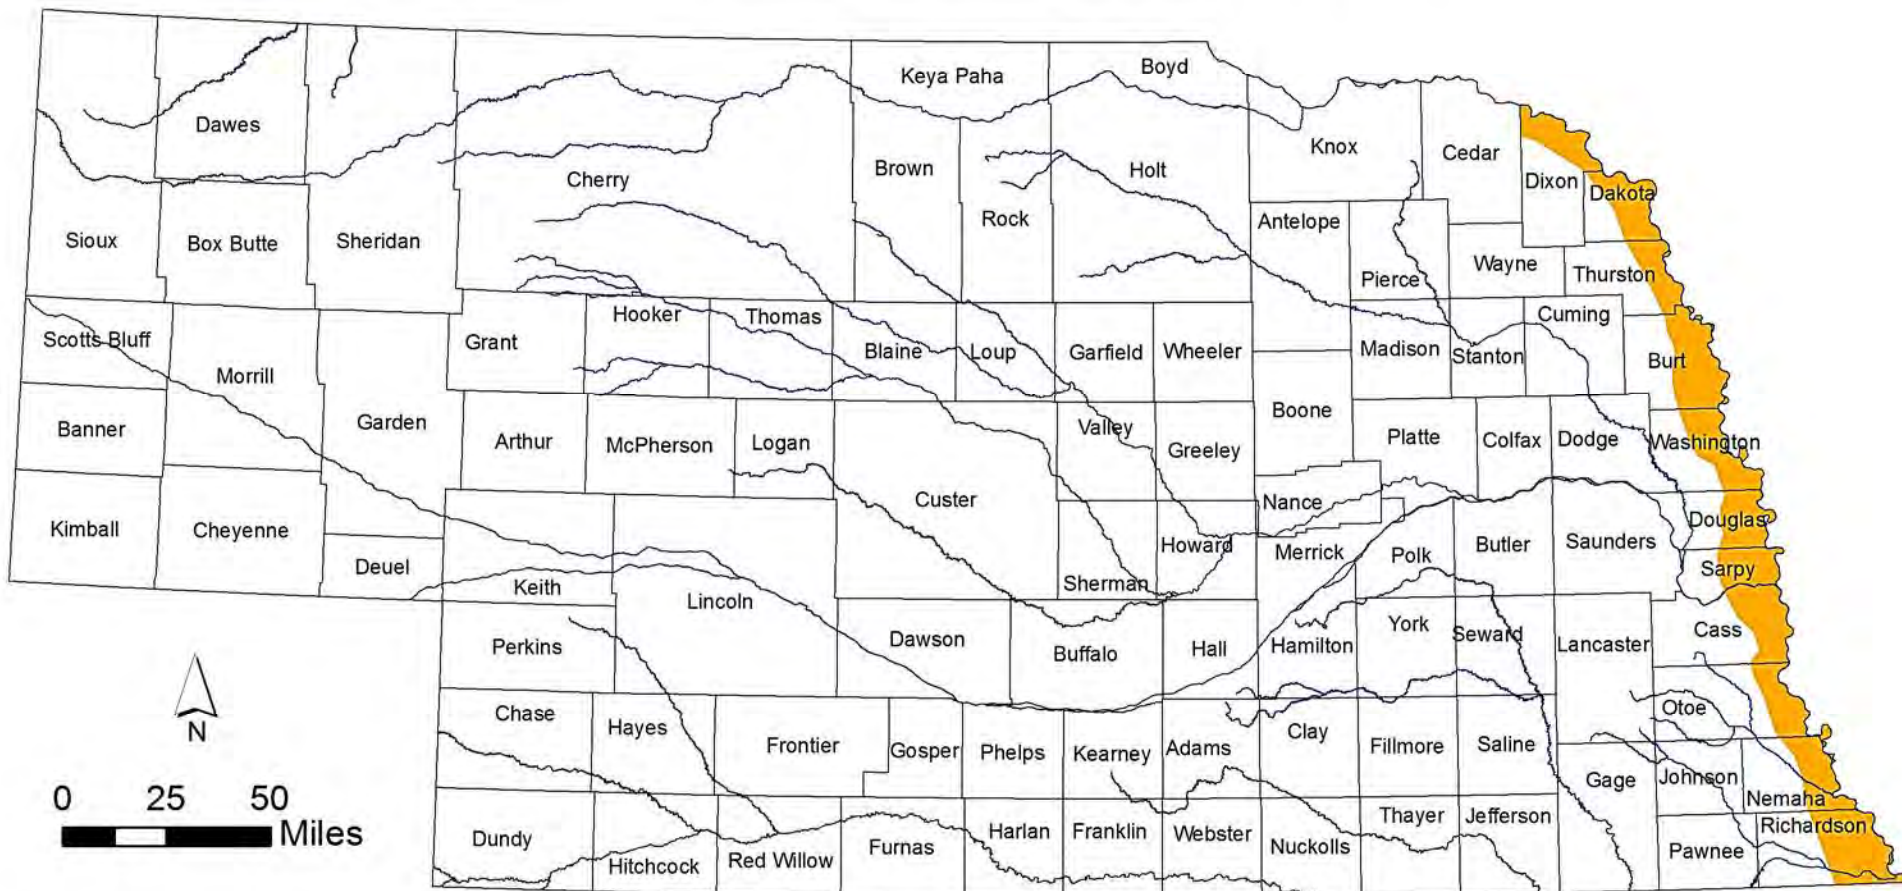 Keya Paha
Boyd
Dawes
Knox
Cedar
Brown
Holt
Cherry
Dixon
Dakota
Rock
Antelope
Sioux
Box Butte
Sheridan
Wayne
Thurston
Pierce
Hooker
Thomas
Cuming
Scotts Bluff
Grant
Blaine
Loup
Garfield
Wheeler
Madison
Stanton
Burt
Morrill
Boone
Garden
Banner
Arthur
McPherson
Logan
Valley
Greeley
Platte
Colfax
Dodge
Washington
Custer
Nance
Kimball
Cheyenne
Douglas
Howard
Merrick
Polk
Butler
Saunders
Deuel
Keith
Sherman
Sarpy
Lincoln
York
Seward
Cass
Perkins
Dawson
Buffalo
Hall
Hamilton
Lancaster
N
Chase
Hayes
Frontier
Gosper
Phelps
Kearney
Adams
Clay
Fillmore
Saline
Otoe
Gage
Johnson
Nemaha
0 25 50
Miles
Dundy
Hitchcock
Red Willow
Furnas
Harlan
Franklin
Webster
Nuckolls
Thayer
Jefferson
Pawnee
Richardson